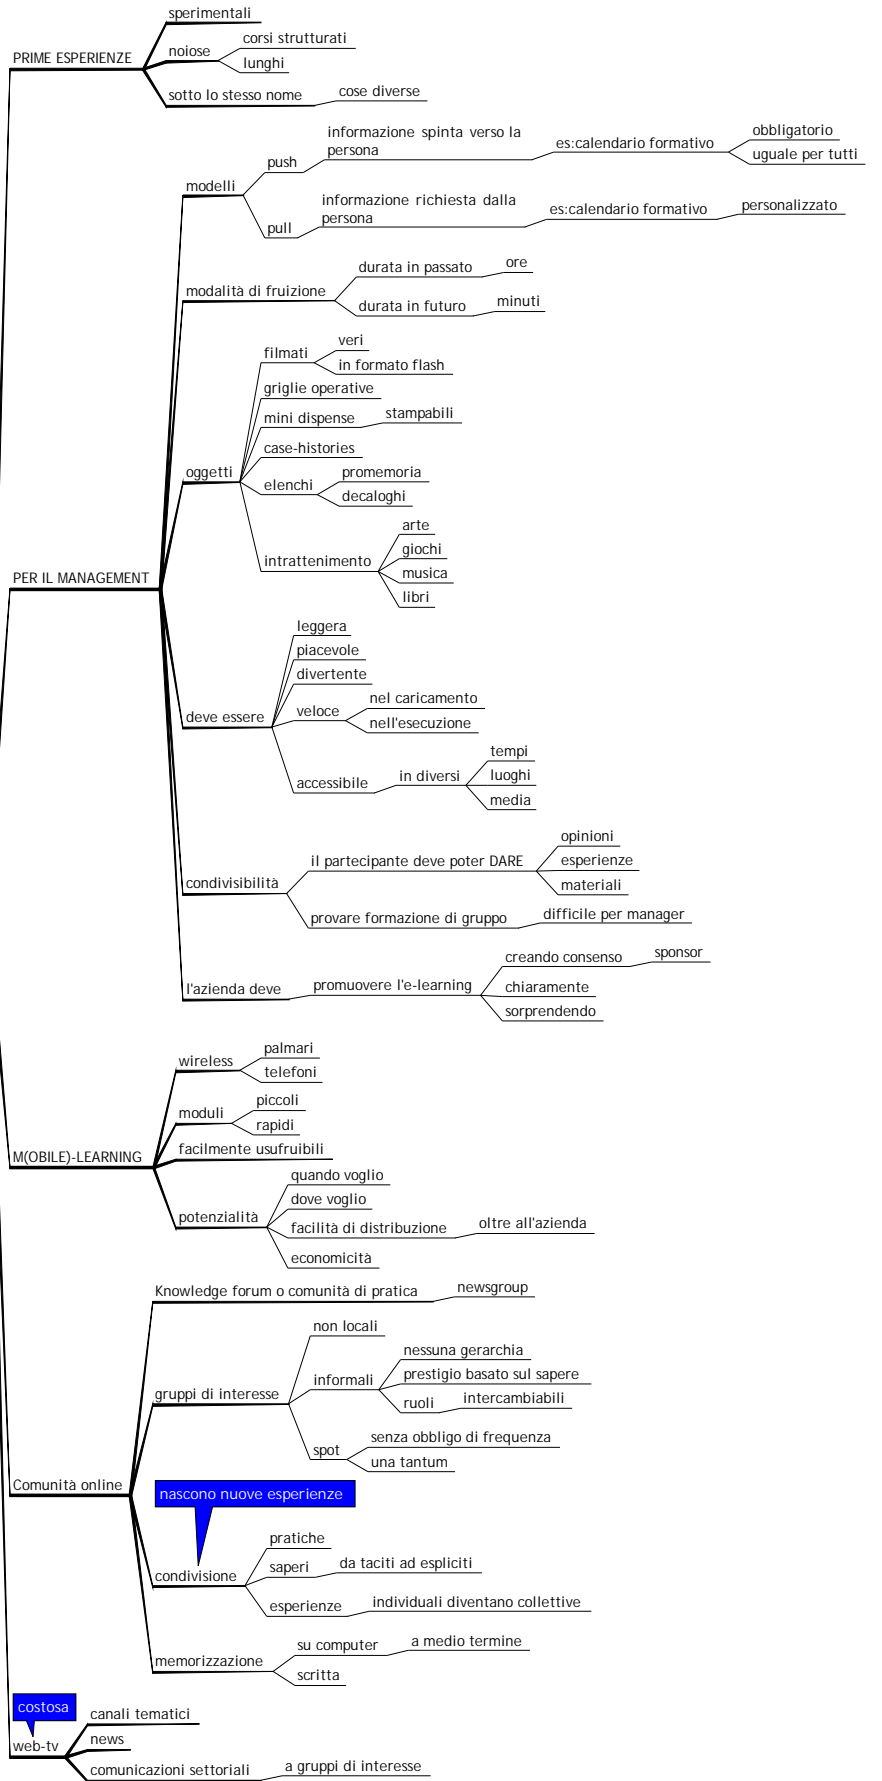 sperimentali
PRIME ESPERIENZE
noiose
corsi strutturati
lunghi
sotto lo stesso nome
cose diverse
PER IL MANAGEMENT
modelli
push
informazione spinta verso la
persona
es:calendario formativo
obbligatorio
uguale per tutti
pull
informazione richiesta dalla
persona
es:calendario formativo
personalizzato
modalità di fruizione
durata in passato
ore
durata in futuro
minuti
oggetti
filmati
veri
in formato flash
griglie operative
mini dispense
stampabili
case-histories
elenchi
promemoria
decaloghi
intrattenimento
arte
giochi
musica
libri
deve essere
leggera
piacevole
divertente
veloce
nel caricamento
nell'esecuzione
accessibile
in diversi
tempi
luoghi
media
condivisibilità
il partecipante deve poter DARE
opinioni
esperienze
materiali
provare formazione di gruppo
difficile per manager
l'azienda deve
promuovere l'e-learning
creando consenso
sponsor
chiaramente
sorprendendo
M(OBILE)-LEARNING
wireless
palmari
telefoni
moduli
piccoli
rapidi
facilmente usufruibili
potenzialità
quando voglio
dove voglio
facilità di distribuzione
oltre all'azienda
economicità
Comunità online
Knowledge forum o comunità di pratica
newsgroup
gruppi di interesse
non locali
informali
nessuna gerarchia
prestigio basato sul sapere
ruoli
intercambiabili
spot
senza obbligo di frequenza
una tantum
nascono nuove esperienze
condivisione
pratiche
saperi
da taciti ad espliciti
esperienze
individuali diventano collettive
memorizzazione
su computer
a medio termine
scritta
costosa
web-tv
canali tematici
news
comunicazioni settoriali
a gruppi di interesse